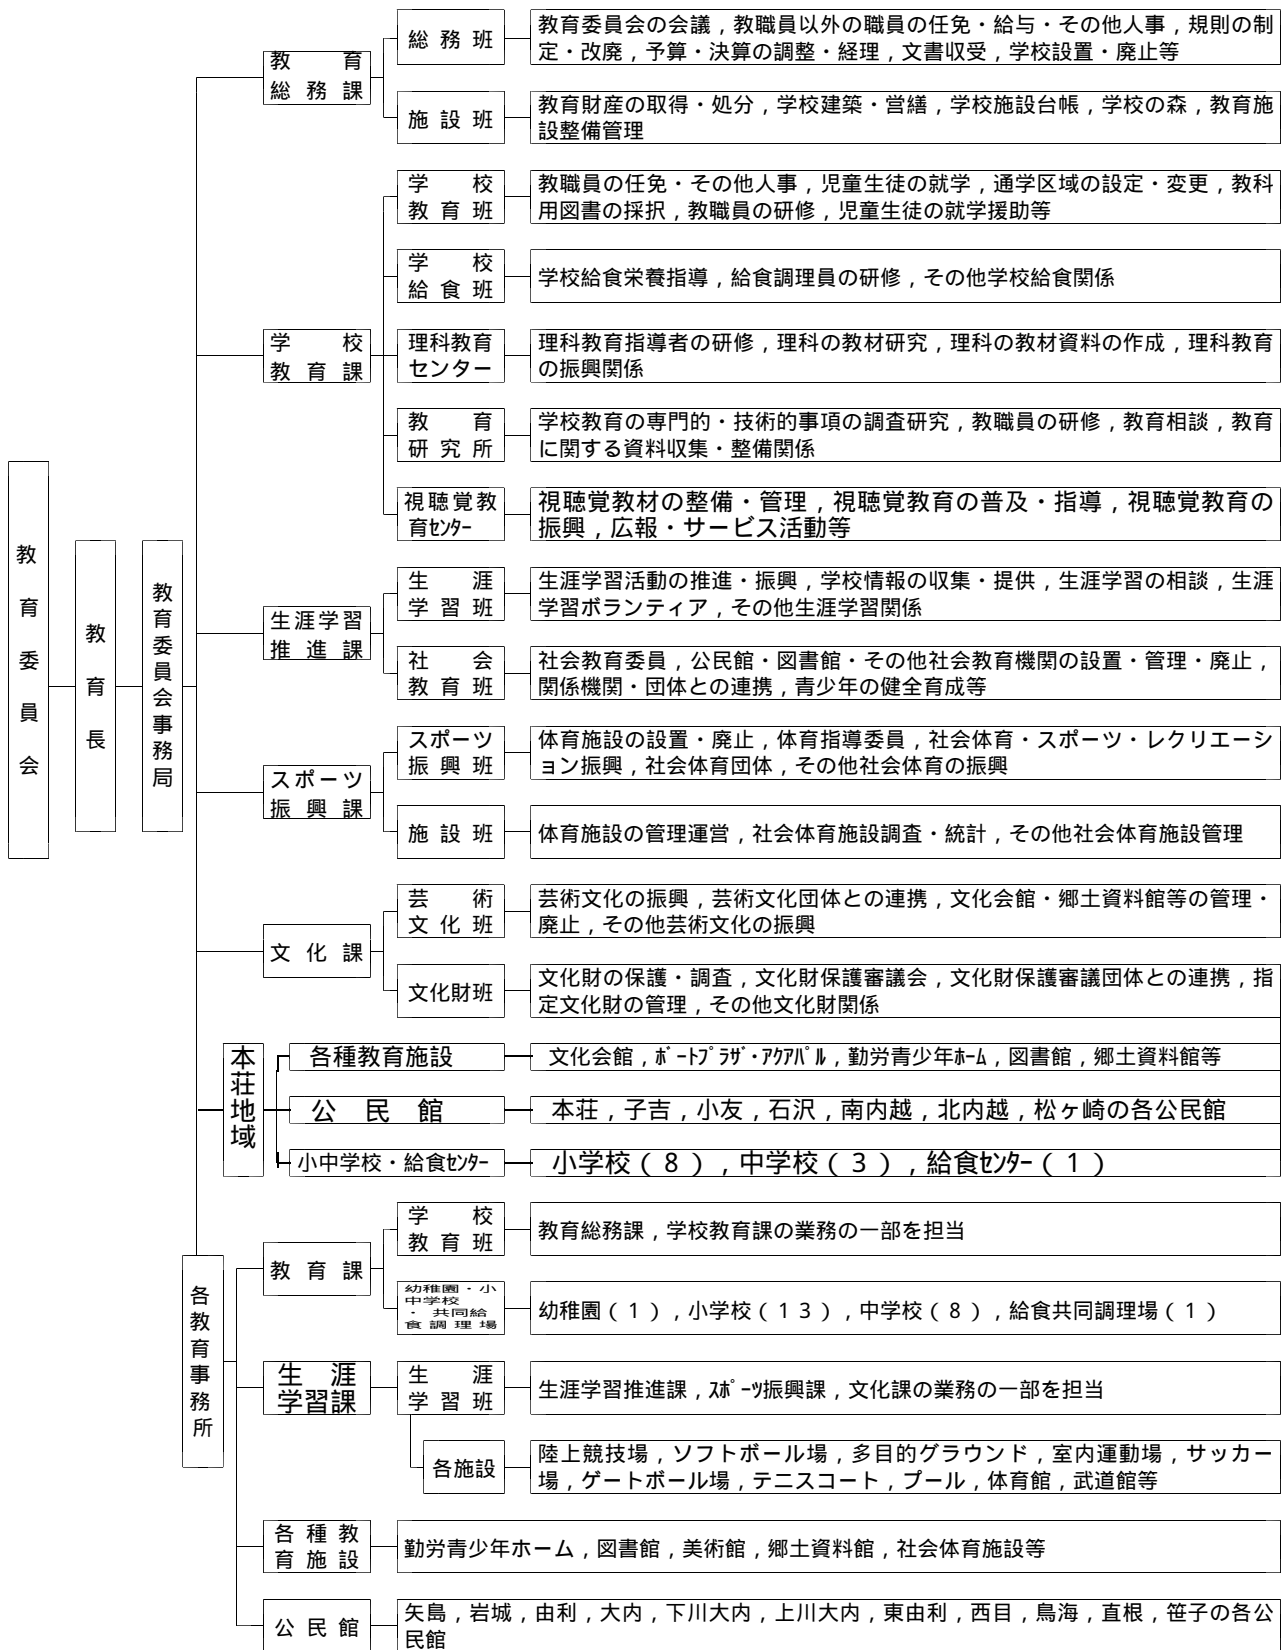 教育委員会
教育長
教育委員会事務局
教育
総務課
総務班
教育委員会の会議，教職員以外の職員の任免・給与・その他人事，規則の制
定・改廃，予算・決算の調整・経理，文書収受，学校設置・廃止等
施設班
教育財産の取得・処分，学校建築・営繕，学校施設台帳，学校の森，教育施
設整備管理
学校
教育課
学校
教育班
教職員の任免・その他人事，児童生徒の就学，通学区域の設定・変更，教科
用図書の採択，教職員の研修，児童生徒の就学援助等
学校
給食班
学校給食栄養指導，給食調理員の研修，その他学校給食関係
理科教育
センター
理科教育指導者の研修，理科の教材研究，理科の教材資料の作成，理科教育
の振興関係
教育
研究所
学校教育の専門的・技術的事項の調査研究，教職員の研修，教育相談，教育
に関する資料収集・整備関係
視聴覚教
育ｾﾝﾀｰ
視聴覚教材の整備・管理，視聴覚教育の普及・指導，視聴覚教育の
振興，広報・サービス活動等
生涯学習
推進課
生涯
学習班
生涯学習活動の推進・振興，学校情報の収集・提供，生涯学習の相談，生涯
学習ボランティア，その他生涯学習関係
社会
教育班
社会教育委員，公民館・図書館・その他社会教育機関の設置・管理・廃止，
関係機関・団体との連携，青少年の健全育成等
スポーツ
振興課
スポーツ
振興班
体育施設の設置・廃止，体育指導委員，社会体育・スポーツ・レクリエーシ
ョン振興，社会体育団体，その他社会体育の振興
施設班
体育施設の管理運営，社会体育施設調査・統計，その他社会体育施設管理
文化課
芸術
文化班
芸術文化の振興，芸術文化団体との連携，文化会館・郷土資料館等の管理・
廃止，その他芸術文化の振興
文化財班
文化財の保護・調査，文化財保護審議会，文化財保護審議団体との連携，指
定文化財の管理，その他文化財関係
本荘地域
各種教育施設
文化会館，ﾎﾞｰﾄﾌﾟﾗｻﾞ・ｱｸｱﾊﾟﾙ，勤労青少年ﾎｰﾑ，図書館，郷土資料館等
公民館
本荘，子吉，小友，石沢，南内越，北内越，松ヶ崎の各公民館
小中学校・給食ｾﾝﾀｰ
小学校（８），中学校（３），給食ｾﾝﾀｰ（１）
各教育事務所
教育課
学校
教育班
教育総務課，学校教育課の業務の一部を担当
幼稚園・小
中学校
・共同給
食調理場
幼稚園（１），小学校（１３），中学校（８），給食共同調理場（１）
生涯
学習課
生涯
学習班
生涯学習推進課，ｽﾎﾟｰﾂ振興課，文化課の業務の一部を担当
各施設
陸上競技場，ソフトボール場，多目的グラウンド，室内運動場，サッカー
場，ゲートボール場，テニスコート，プール，体育館，武道館等
各種教
育施設
勤労青少年ホーム，図書館，美術館，郷土資料館，社会体育施設等
公民館
矢島，岩城，由利，大内，下川大内，上川大内，東由利，西目，鳥海，直根，笹子の各公
民館